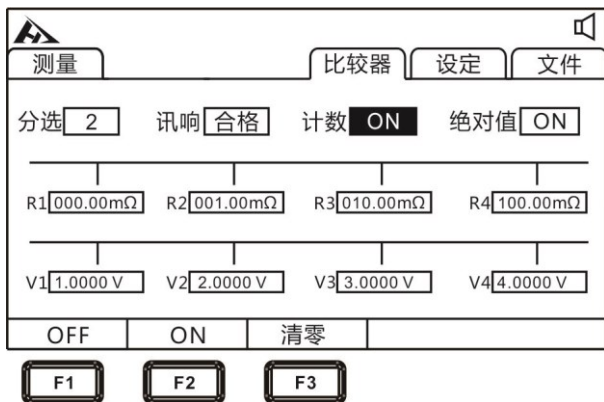 测量 比较器 设定 文件
分选 2 讯响 合格 计数 ON 绝对值 ON
R1 000.00mΩ R2 001.00mΩ R3 010.00mΩ R4 100.00mΩ
V1 1.0000 V V2 2.0000 V V3 3.0000 V V4 4.0000 V
OFF ON 清零
F1 F2 F3